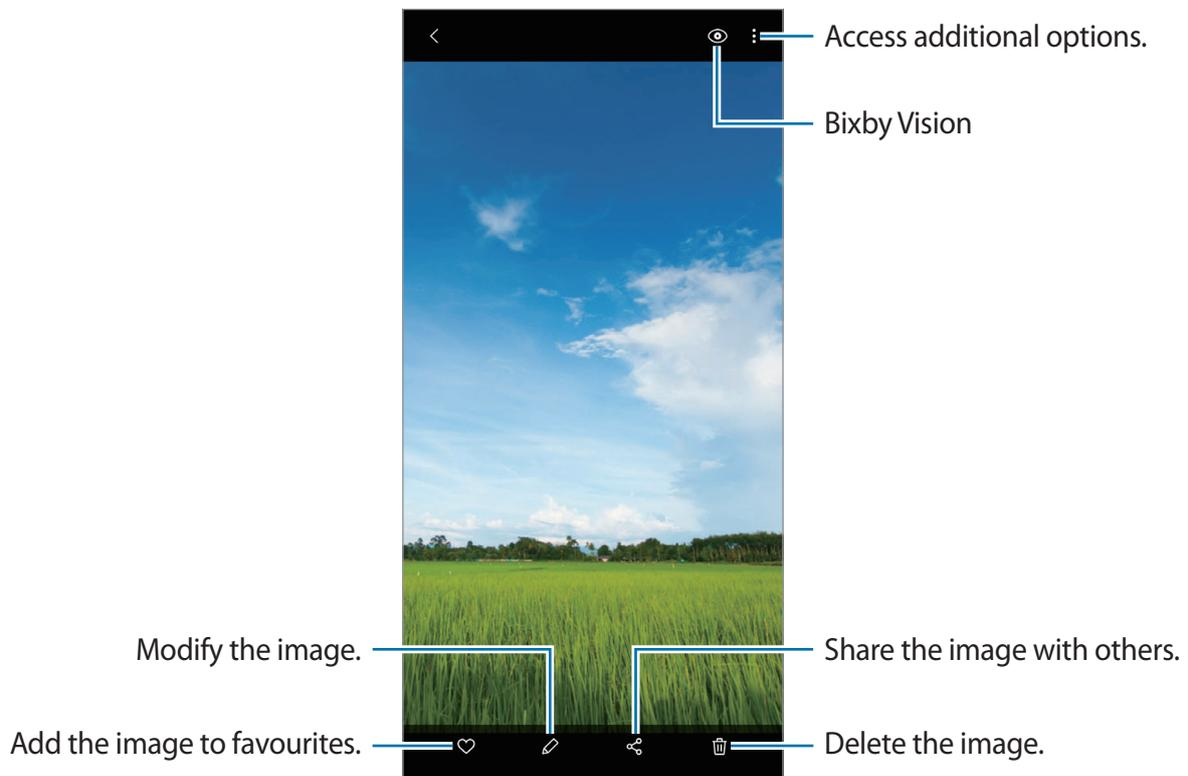 Access additional options.
Bixby Vision
Modify the image.
Share the image with others.
Add the image to favourites.
Delete the image.